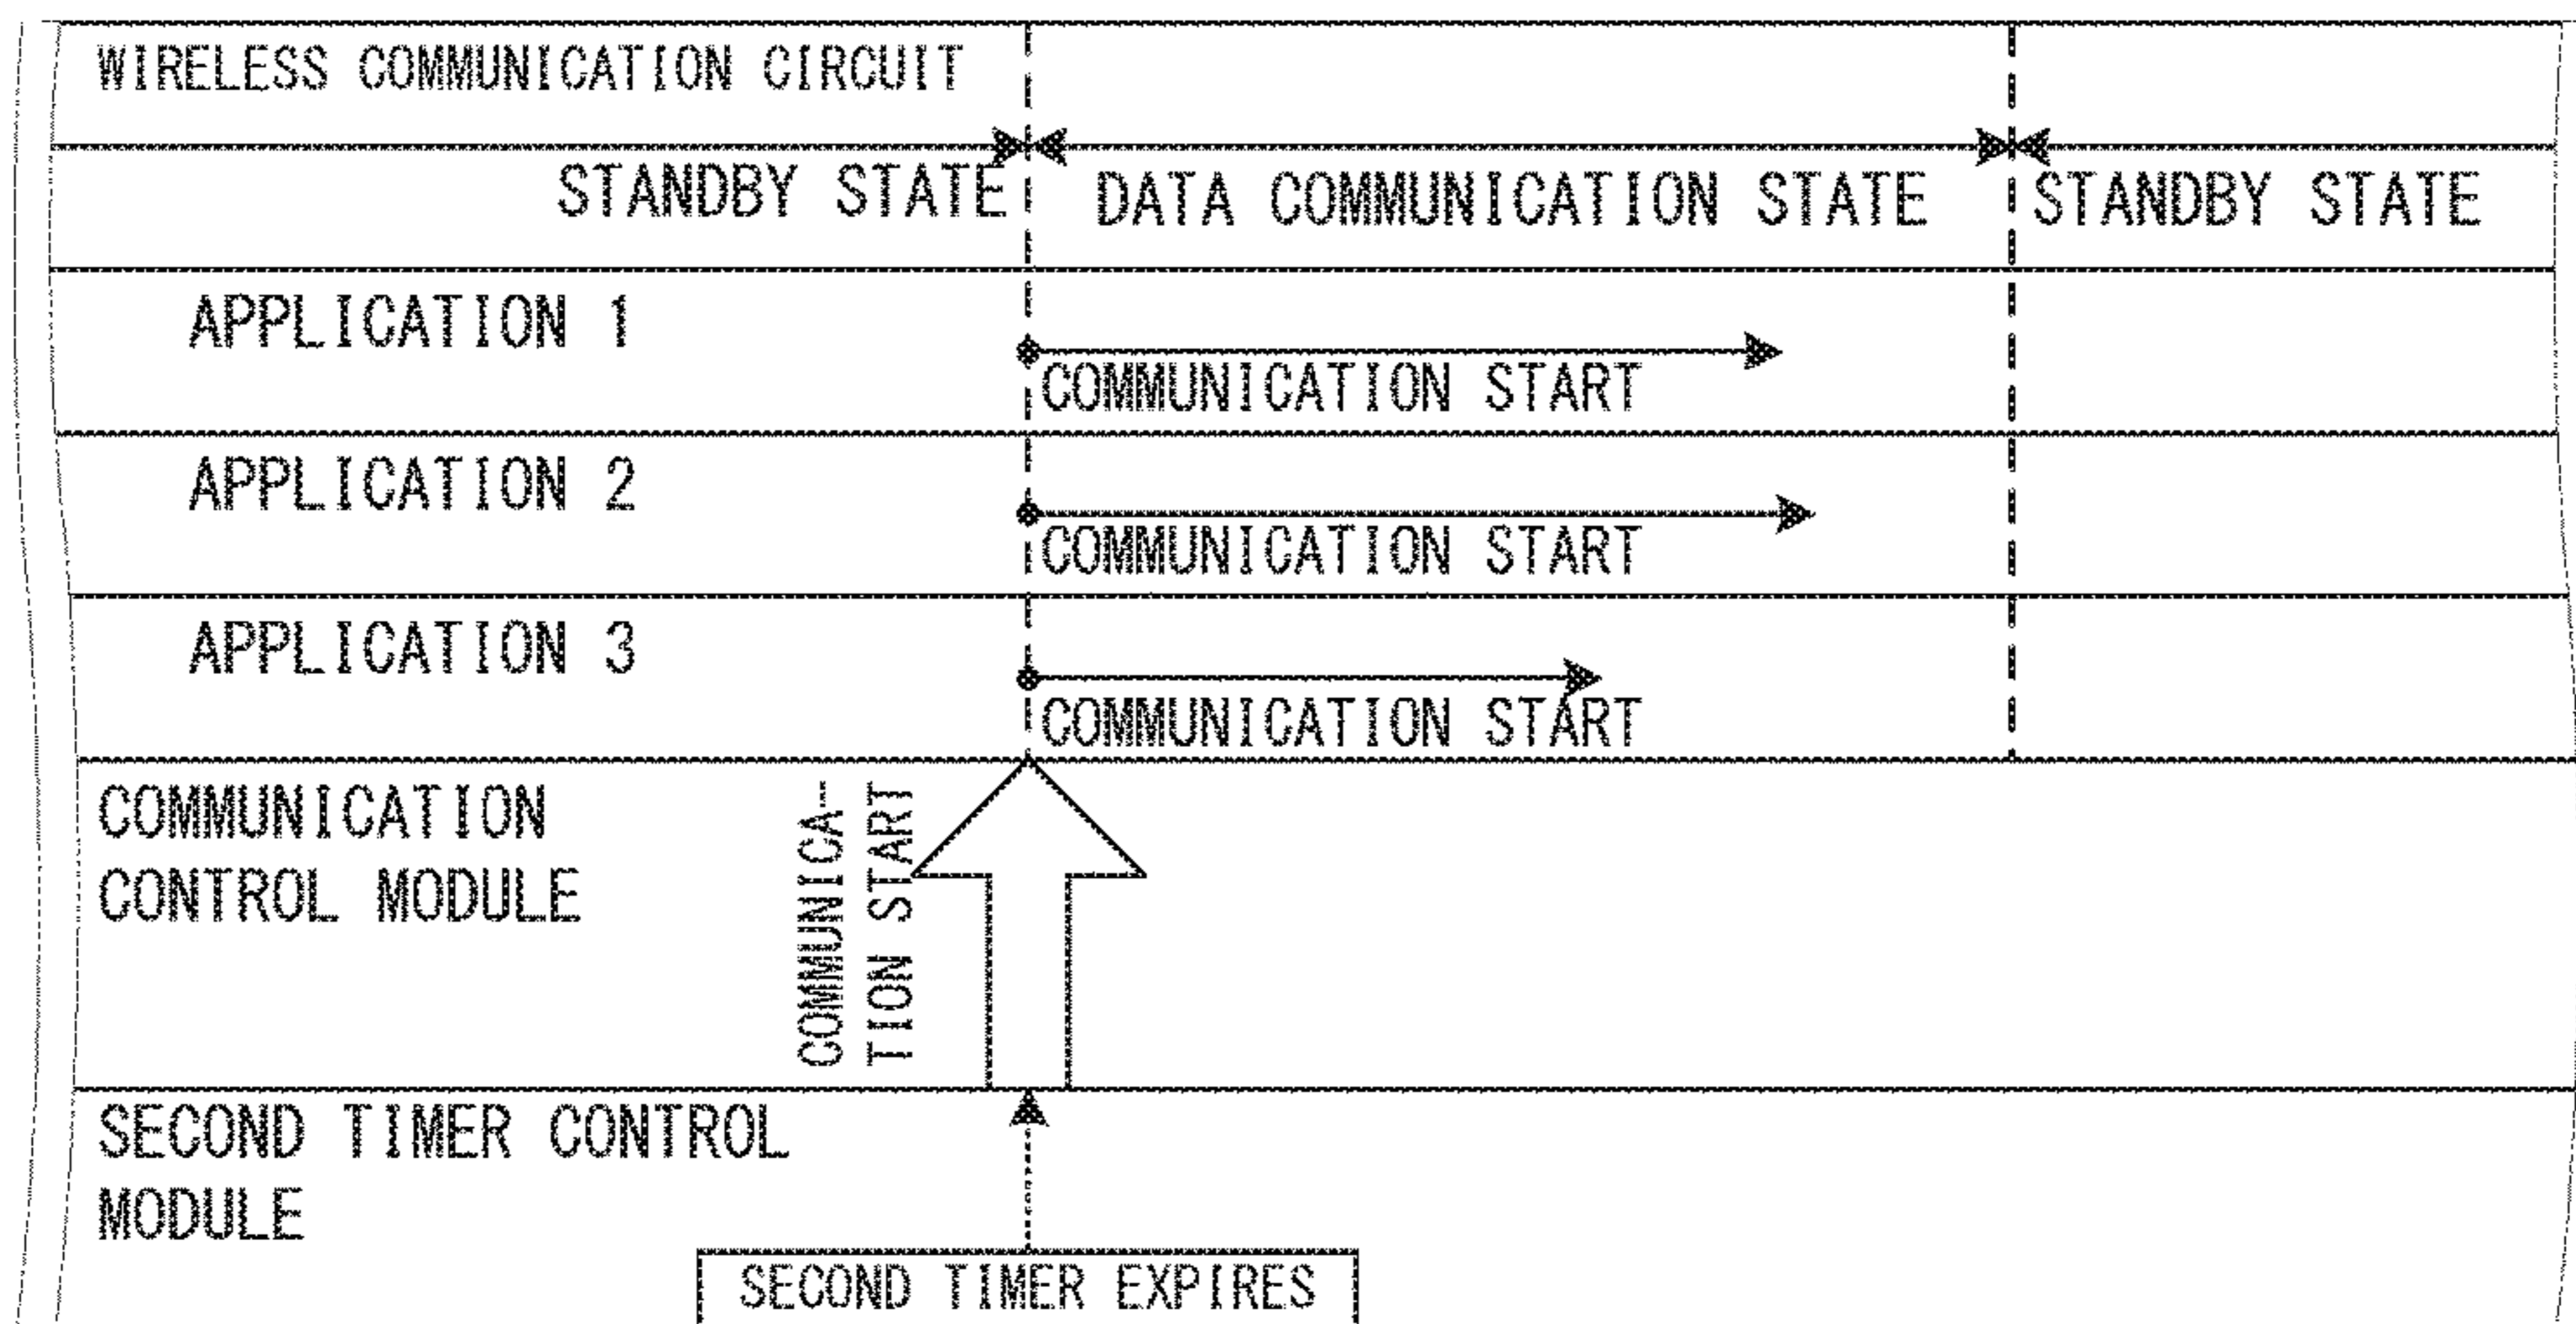 WIRELESS COMMUNICATION CIRCUIT
STANDBY STATE
DATA COMMUNICATION STATE
STANDBY STATE
APPLICATION 1
COMMUNICATION START
APPLICATION 2
COMMUNICATION START
APPLICATION 3
COMMUNICATION START
COMMUNICATION
CONTROL MODULE
COMMUNICA-
TION START
SECOND TIMER CONTROL
MODULE
SECOND TIMER EXPIRES